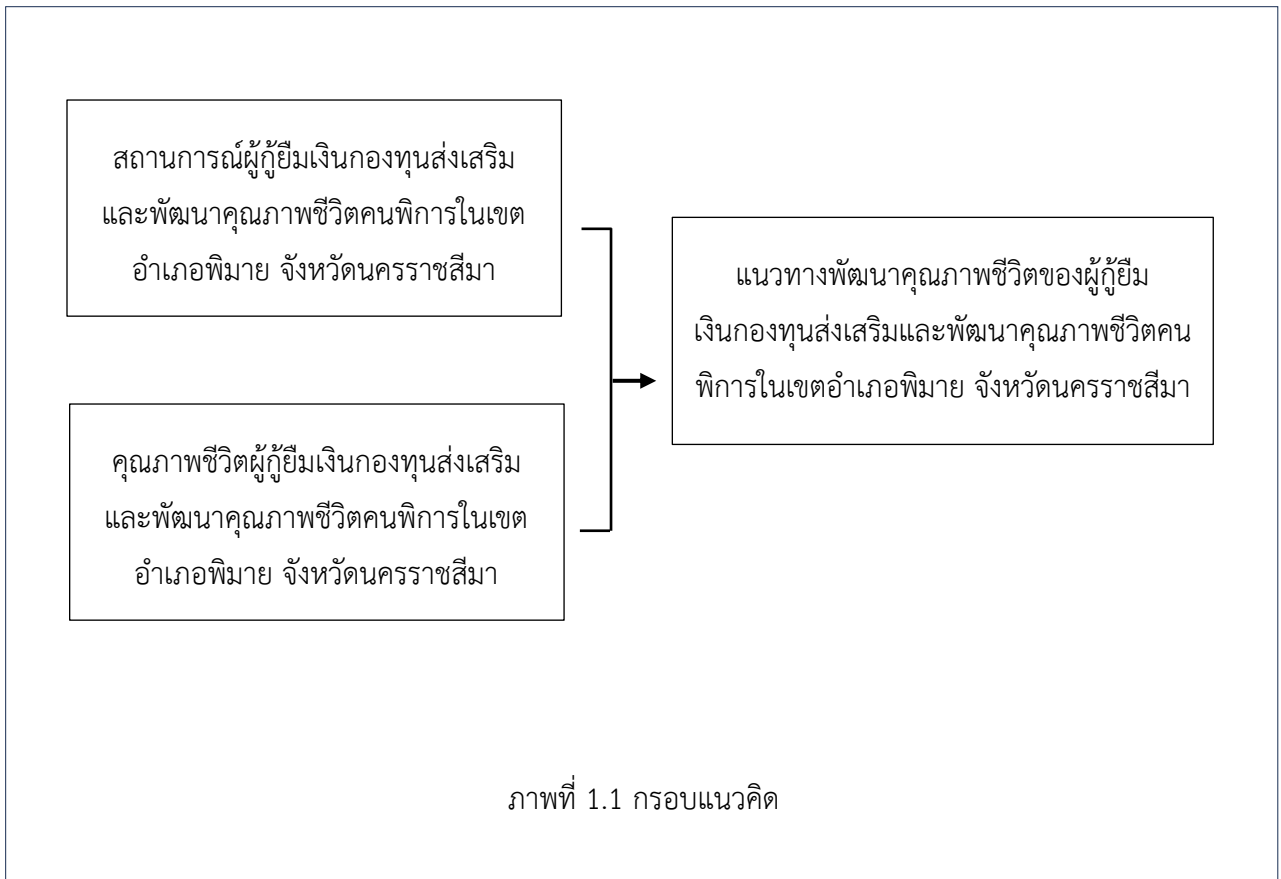 สถานการณ์ผู้กู้ยืมเงินกองทุนส่งเสริม
และพัฒนาคุณภาพชีวิตคนพิการในเขต
อำเภอพิมาย จังหวัดนครราชสีมา
คุณภาพชีวิตผู้กู้ยืมเงินกองทุนส่งเสริม
และพัฒนาคุณภาพชีวิตคนพิการในเขต
อำเภอพิมาย จังหวัดนครราชสีมา
แนวทางพัฒนาคุณภาพชีวิตของผู้กู้ยืม
เงินกองทุนส่งเสริมและพัฒนาคุณภาพชีวิตคน
พิการในเขตอำเภอพิมาย จังหวัดนครราชสีมา
ภาพที่ 1.1 กรอบแนวคิด